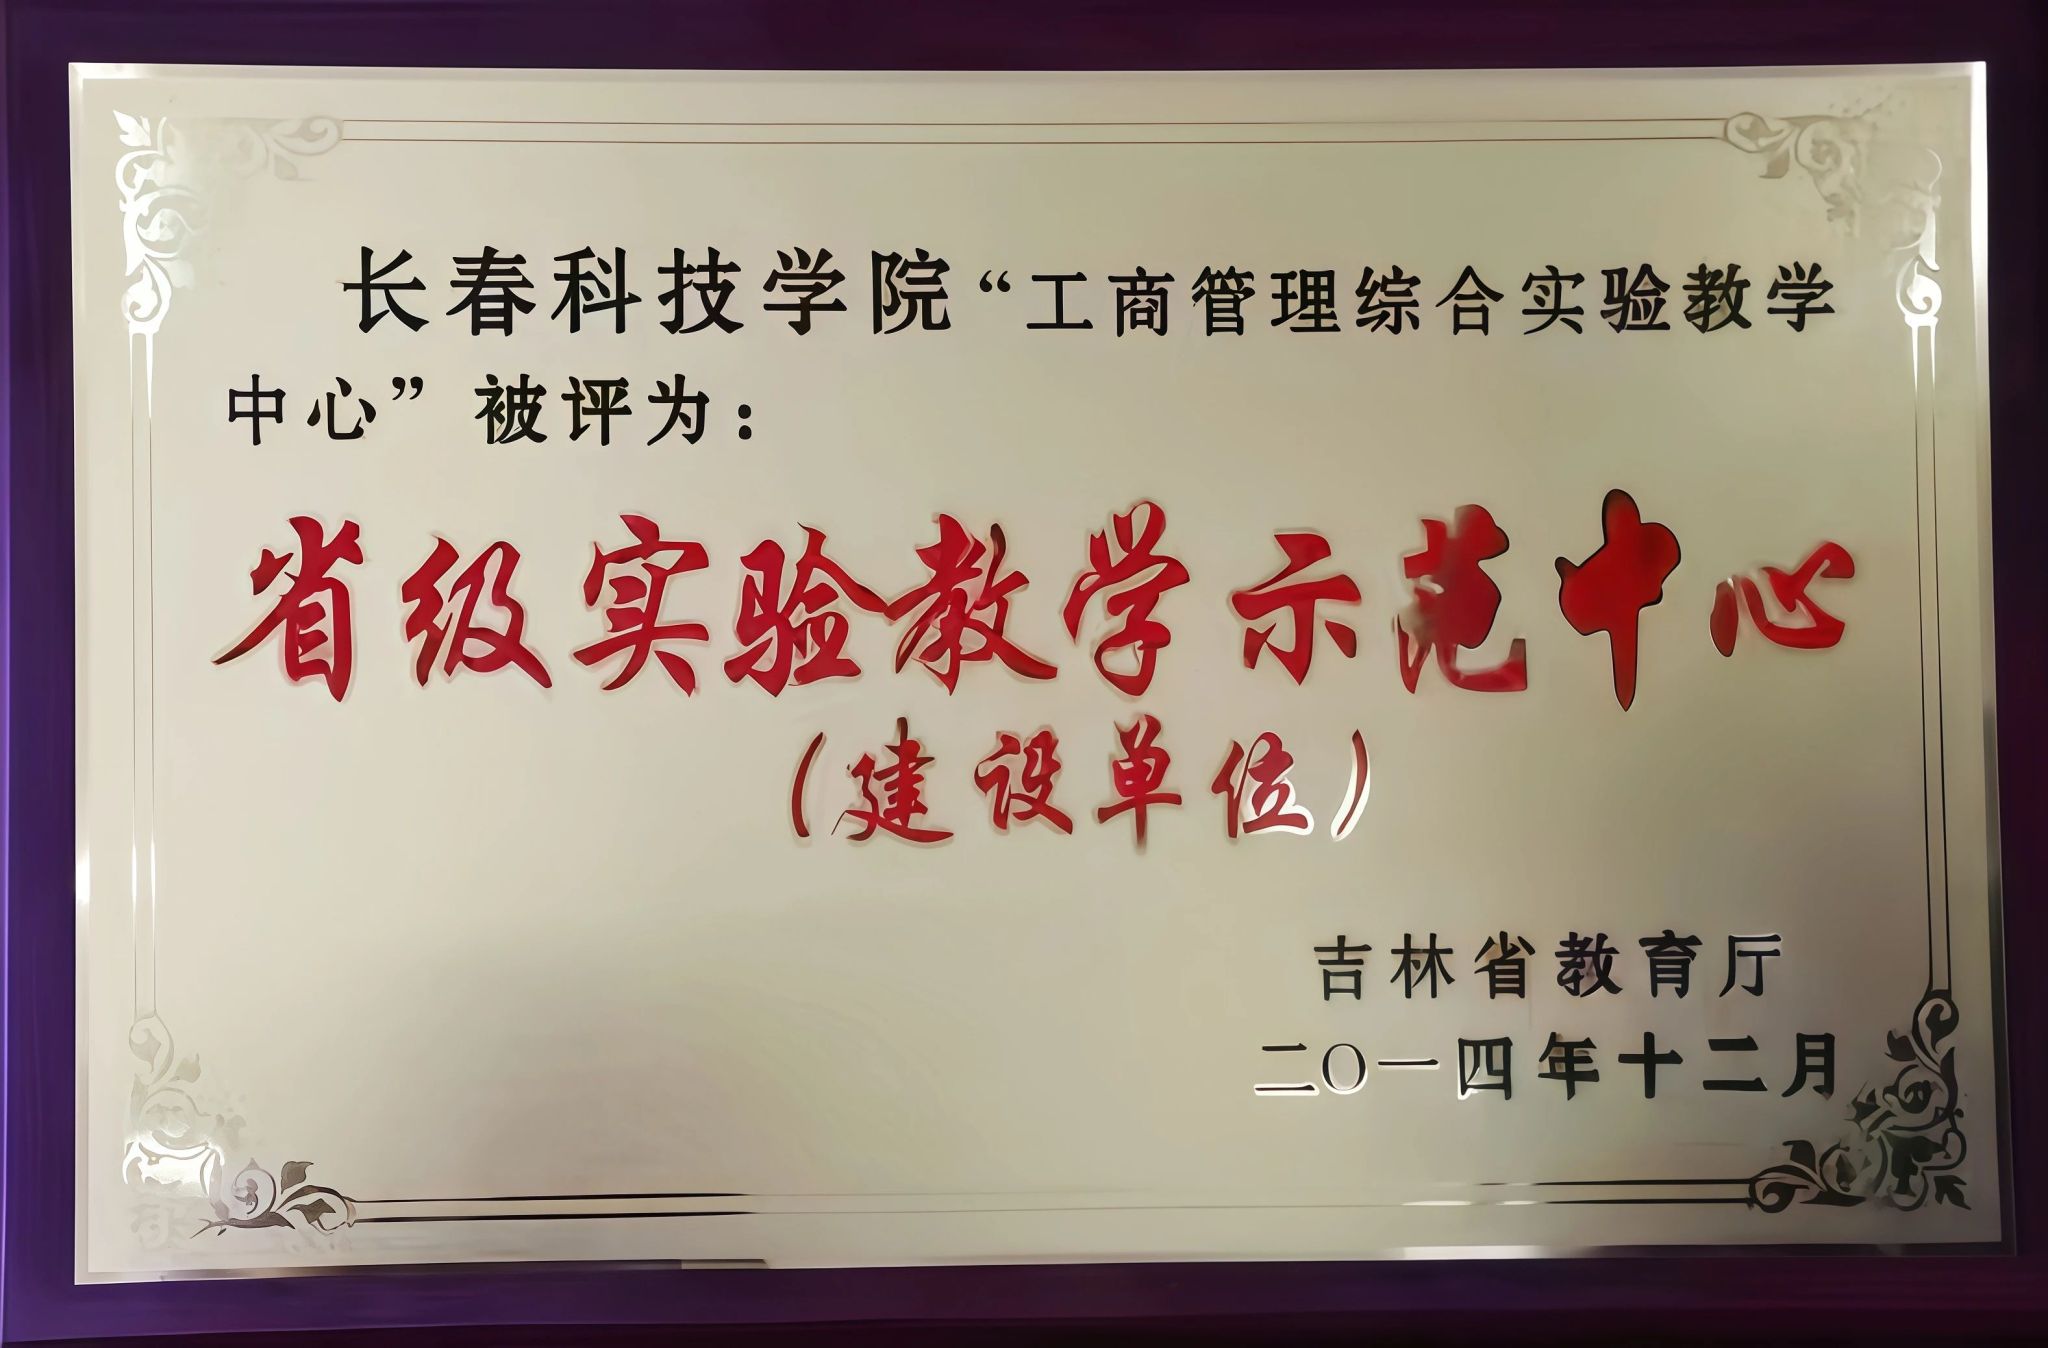 长春科技学院“工商管理综合实验教学
中心”被评为：
省级实验教学示范中心
（建设单位）
吉林省教育厅
二〇一四年十二月